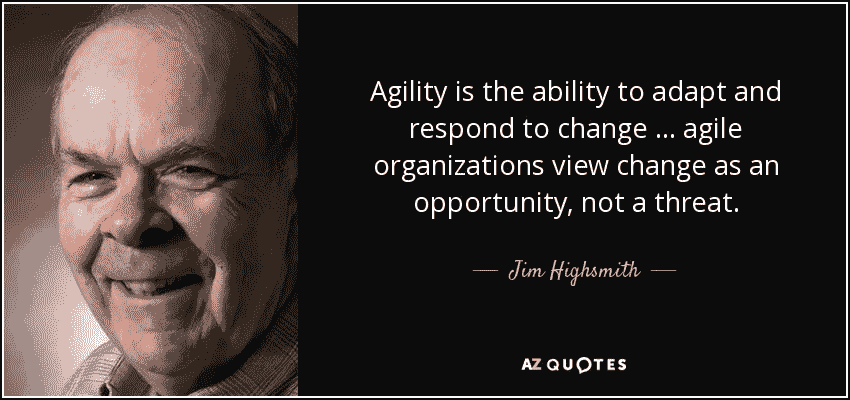 Agility is the ability to adapt and
respond to change ... agile
organizations view change as an
opportunity, not a threat.
Jim Highsmith
AZ QUOTES